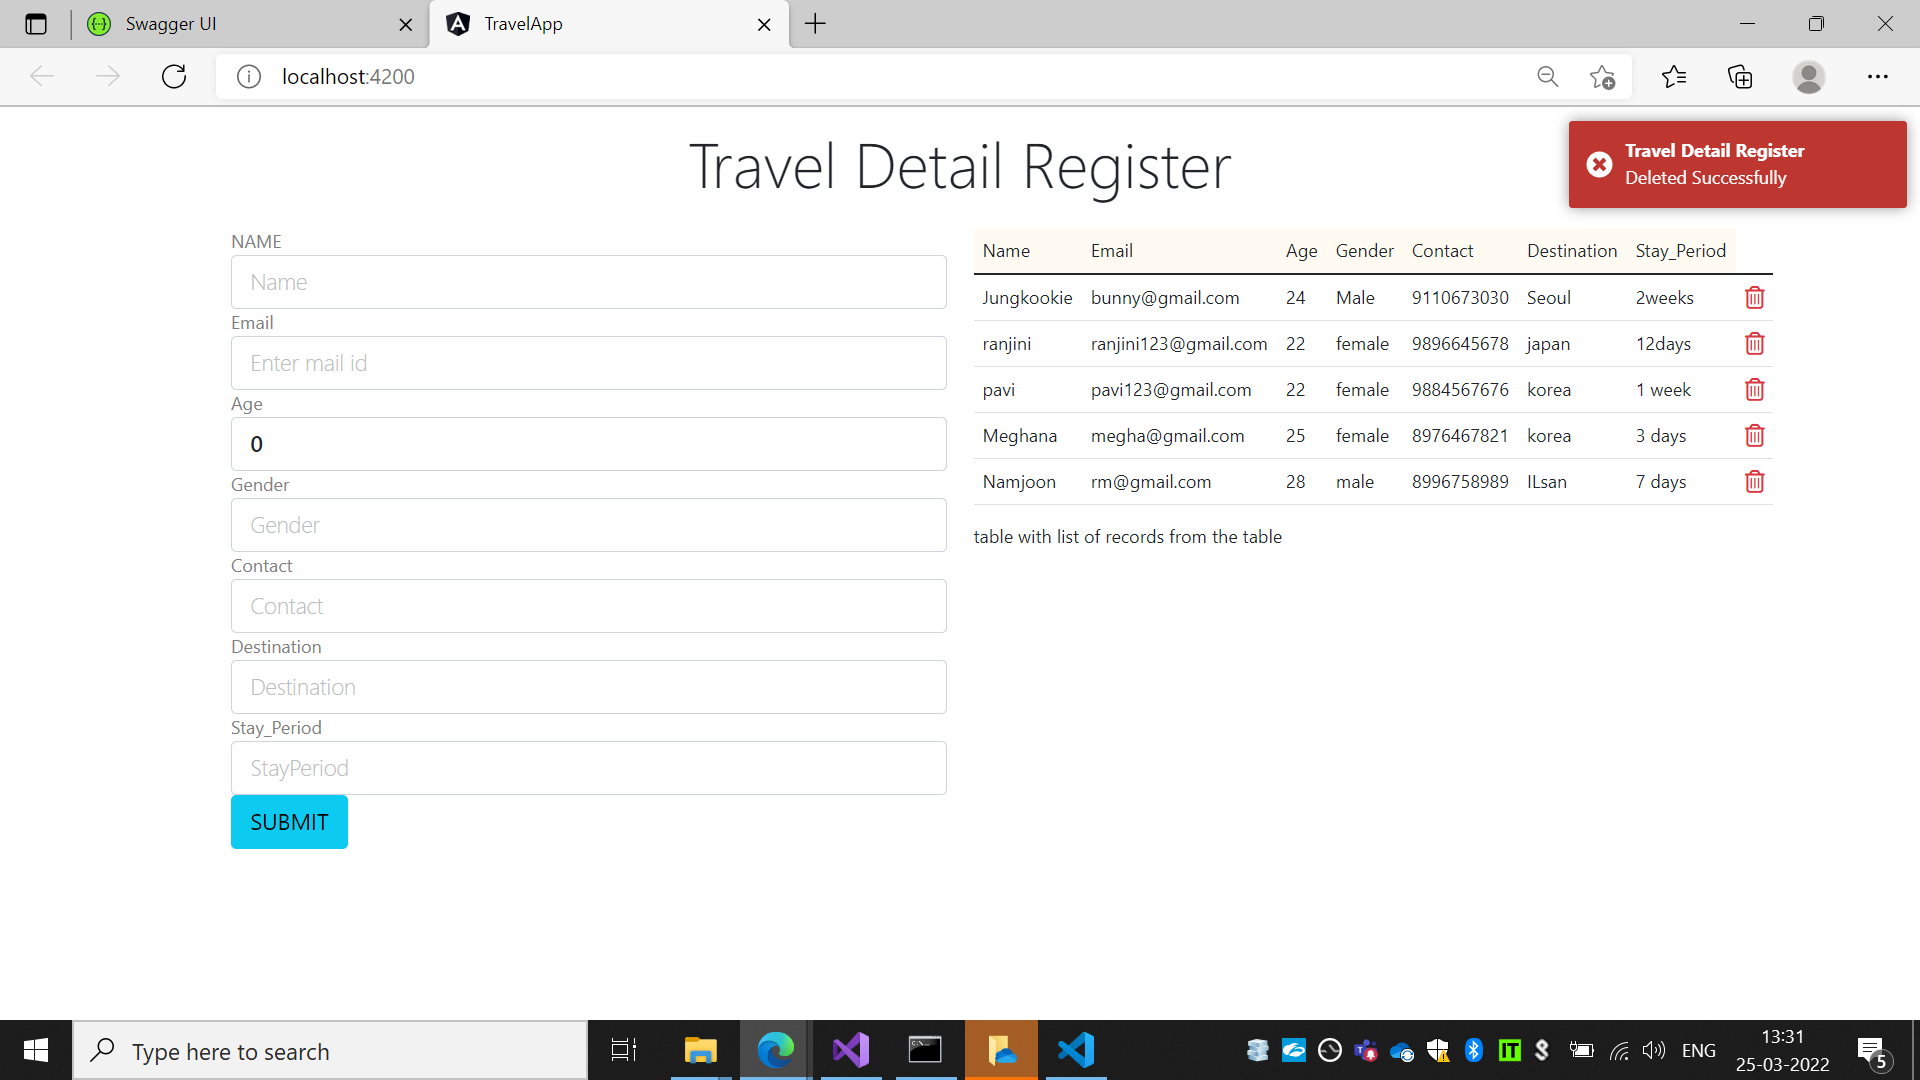 Swagger UI
TravelApp
localhost:4200
Travel Detail Register
Travel Detail Register
Deleted Successfully
NAME
Name
Email
Enter mail id
Age
0
Gender
Gender
Contact
Contact
Destination
Destination
Stay_Period
StayPeriod
SUBMIT
Name Email Age Gender Contact Destination Stay_Period
Jungkookie bunny@gmail.com 24 Male 9110673030 Seoul 2weeks
ranjini ranjini123@gmail.com 22 female 9896645678 japan 12days
pavi pavi123@gmail.com 22 female 9884567676 korea 1 week
Meghana megha@gmail.com 25 female 8976467821 korea 3 days
Namjoon rm@gmail.com 28 male 8996758989 ILsan 7 days
table with list of records from the table
Type here to search
IT
ENG
13:31
25-03-2022
5